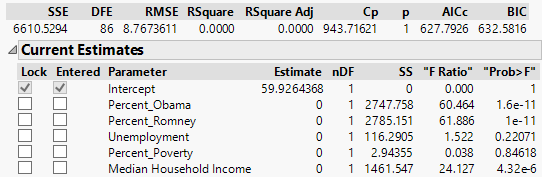 SSE DFE RMSE RSquare RSquare Adj Cp p AICc BIC
6610.5294 86 8.7673611 0.0000 0.0000 943.71621 1 627.7926 632.5816
Current Estimates
Lock Entered Parameter Estimate nDF SS "F Ratio" "Prob>F"
Intercept 59.9264368 1 0 0.000 1
Percent_Obama 0 1 2747.758 60.464 1.6e-11
Percent_Romney 0 1 2785.151 61.886 1e-11
Unemployment 0 1 116.2905 1.522 0.22071
Percent_Poverty 0 1 2.94355 0.038 0.84618
Median Household Income 0 1 1461.547 24.127 4.32e-6